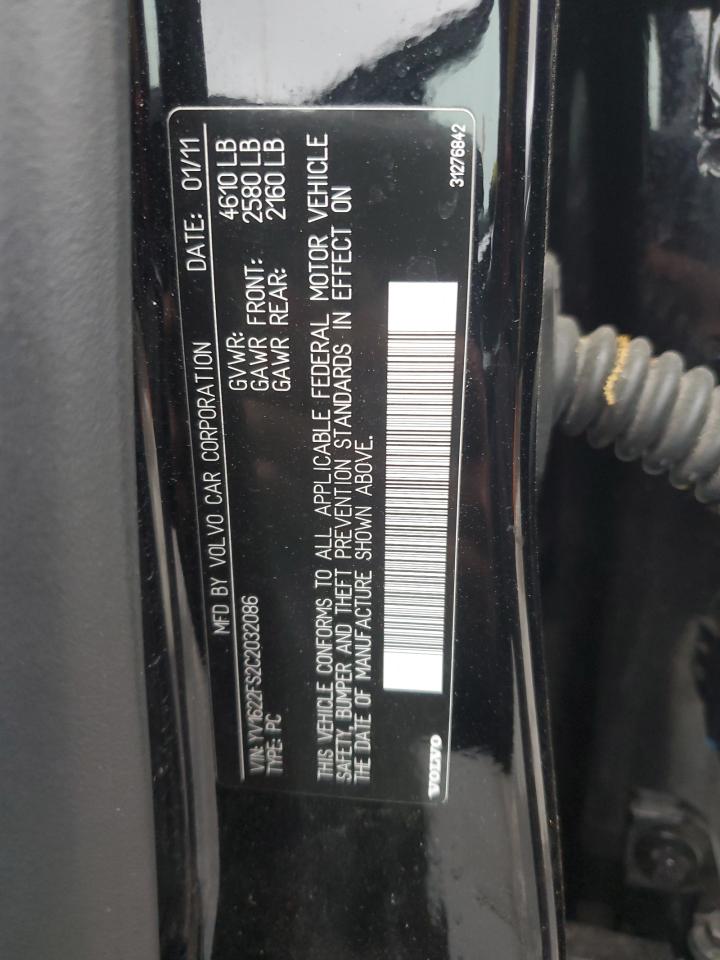 MFD BY VOLVO CAR CORPORATION DATE: 01/11
VIN: YV1622FS2C2032086 GVWR: 4610 LB
TYPE: PC GAWR FRONT: 2580 LB
GAWR REAR: 2160 LB
THIS VEHICLE CONFORMS TO ALL APPLICABLE FEDERAL MOTOR VEHICLE
SAFETY, BUMPER AND THEFT PREVENTION STANDARDS IN EFFECT ON
THE DATE OF MANUFACTURE SHOWN ABOVE.
VOLVO 31276842